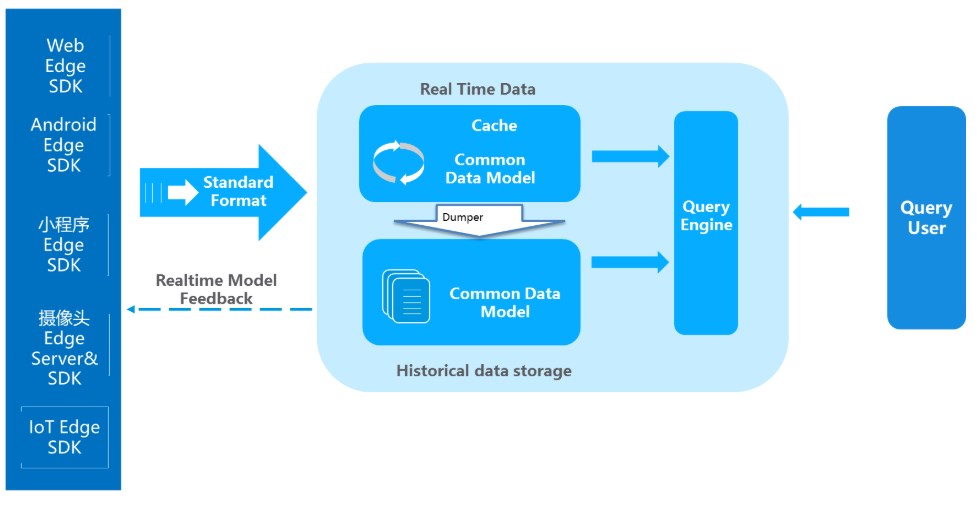 Web
Edge
SDK
Android
Edge
SDK
小程序
Edge
SDK
摄像头
Edge
Server&
SDK
IoT Edge
SDK
Standard
Format
Realtime Model
Feedback
Real Time Data
Cache
Common
Data Model
Dumper
Common Data
Model
Historical data storage
Query
Engine
Query
User